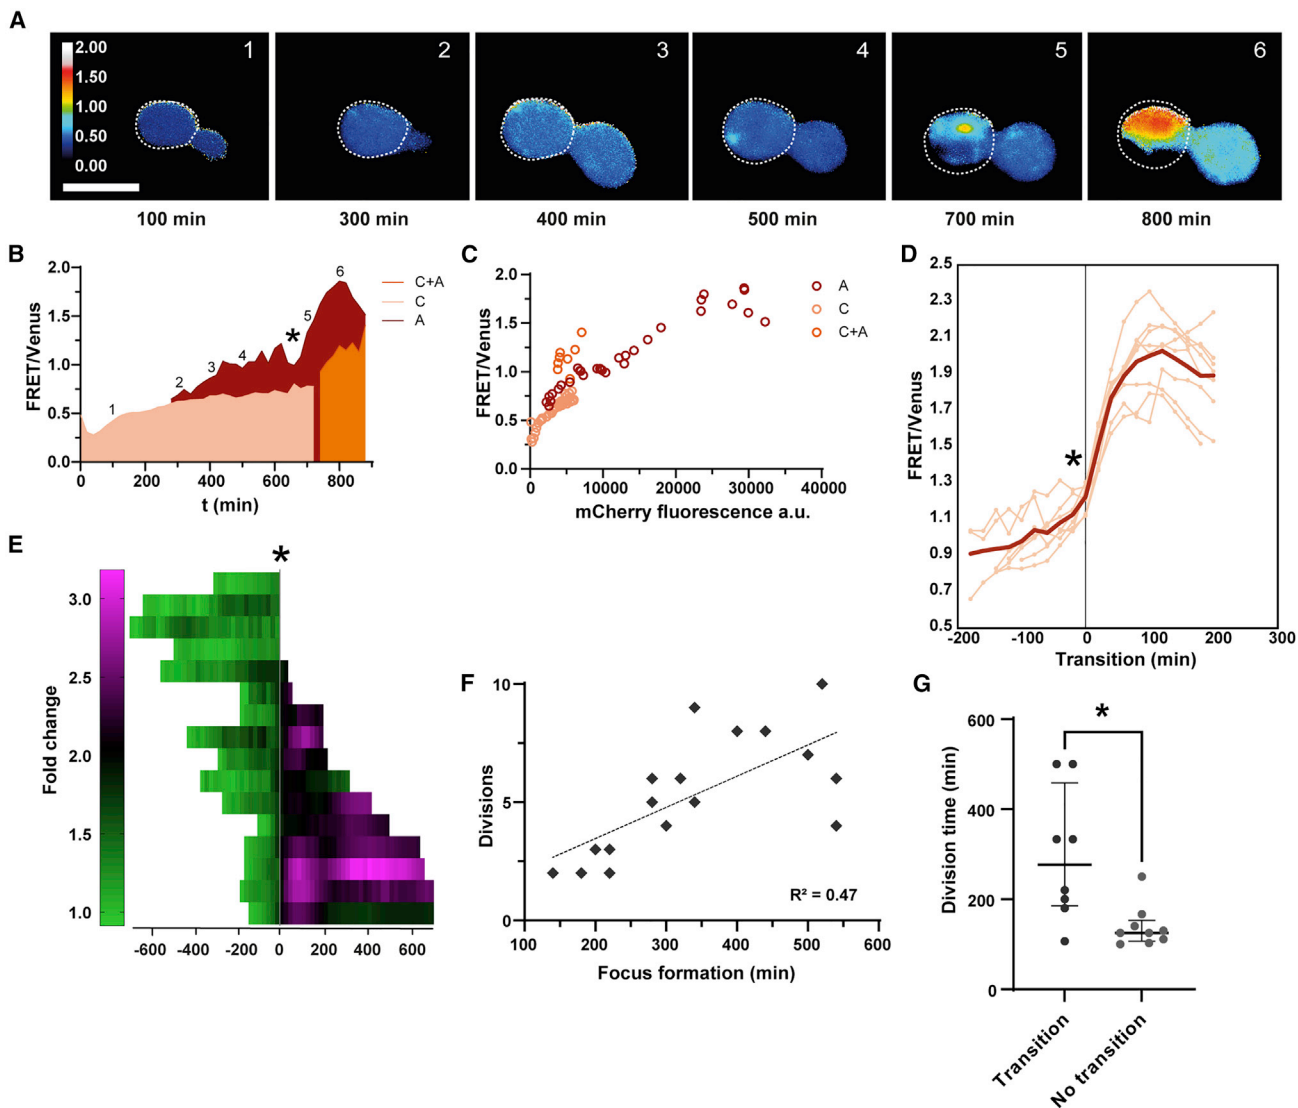 A
2.00
1.50
1.00
0.50
0.00
1
2
3
4
5
6
100 min
300 min
400 min
500 min
700 min
800 min
B
FRET/Venus
2.0
1.5
1.0
0.5
0.0
1
2
3
4
*
5
6
C+A
C
A
0
200
400
600
800
t (min)
C
FRET/Venus
2.0
1.5
1.0
0.5
0.0
A
C
C+A
0
10000
20000
30000
40000
mCherry fluorescence a.u.
D
FRET/Venus
2.5
2.3
2.1
1.9
1.7
1.5
1.3
1.1
0.9
0.7
0.5
*
-200
-100
0
100
200
300
Transition (min)
E
*
Fold change
3.0
2.5
2.0
1.5
1.0
-600
-400
-200
0
200
400
600
F
Divisions
10
5
0
R² = 0.47
100
200
300
400
500
600
Focus formation (min)
G
Division time (min)
600
400
200
0
*
Transition
No transition